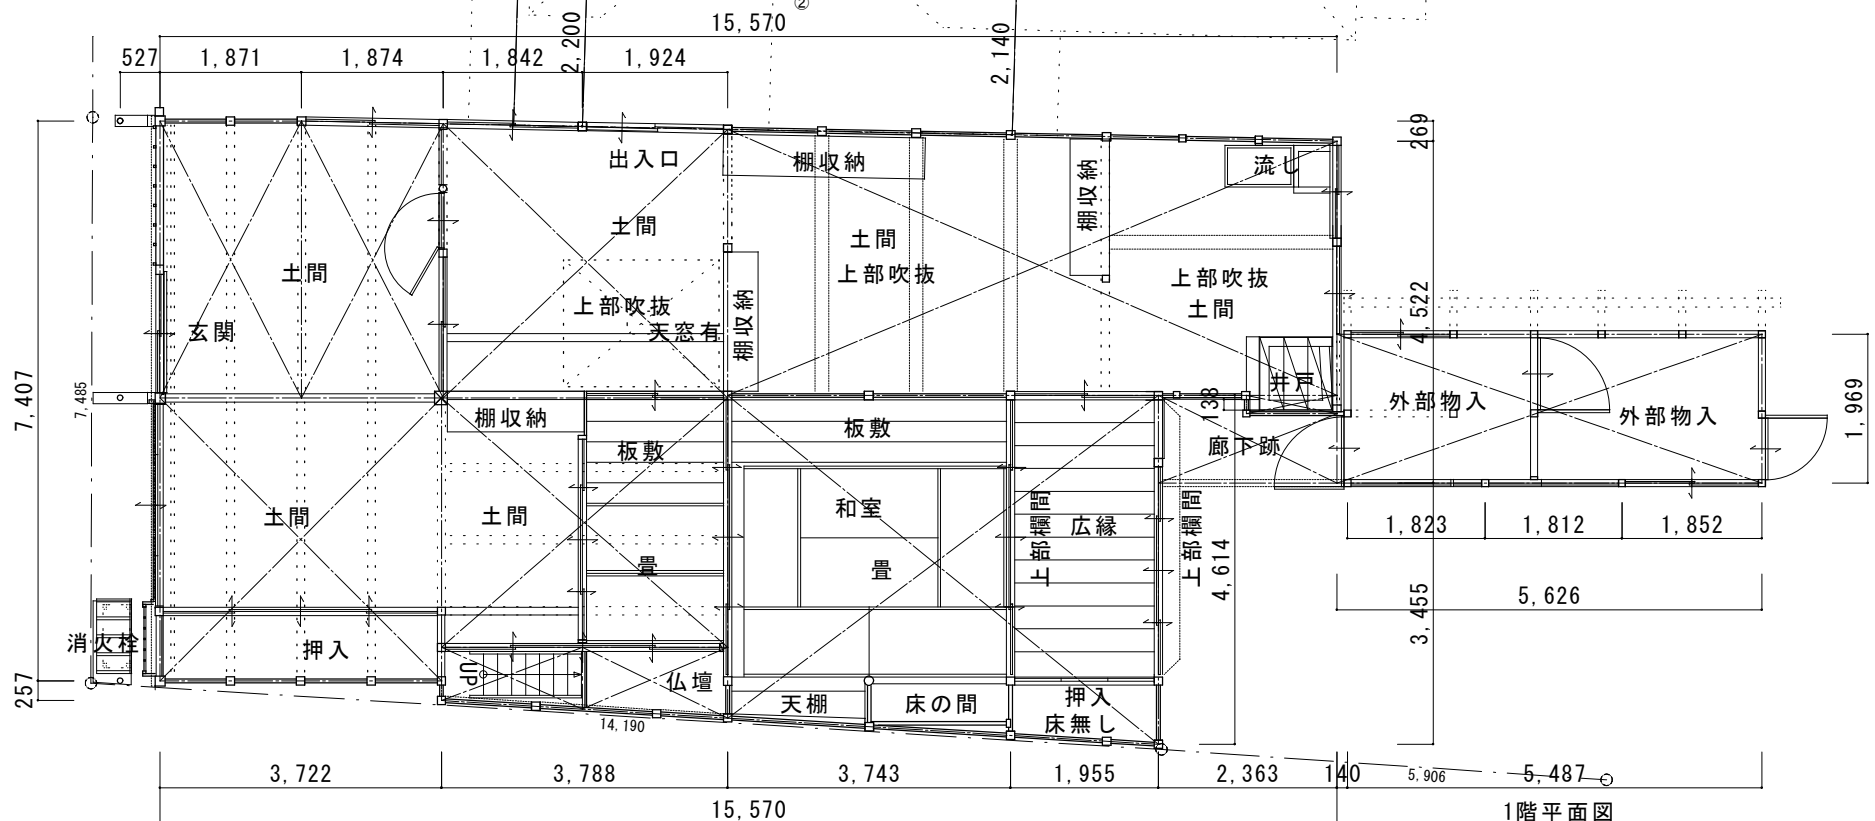 ②
15,570
527
1,871
1,874
1,842
2,200
1,924
2,140
269
出入口
棚収納
棚収納
流し
土間
土間
土間
上部吹抜
上部吹抜
土間
上部吹抜
天窓有
棚収納
玄関
4,522
7,407
7,485
井戸
138
外部物入
外部物入
1,969
棚収納
板敷
板敷
廊下跡
土間
土間
和室
畳
畳
上部欄間
広縁
上部欄間
4,614
1,823
1,812
1,852
5,626
3,455
消火栓
押入
UP
仏壇
天棚
床の間
押入
床無し
257
14,190
3,722
3,788
3,743
1,955
2,363
140
5,906
5,487
15,570
1階平面図